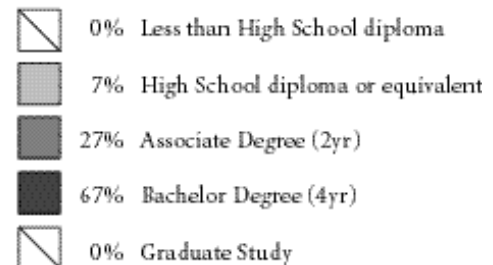 0% Less than High School diploma
7% High School diploma or equivalent
27% Associate Degree (2yr)
67% Bachelor Degree (4yr)
0% Graduate Study